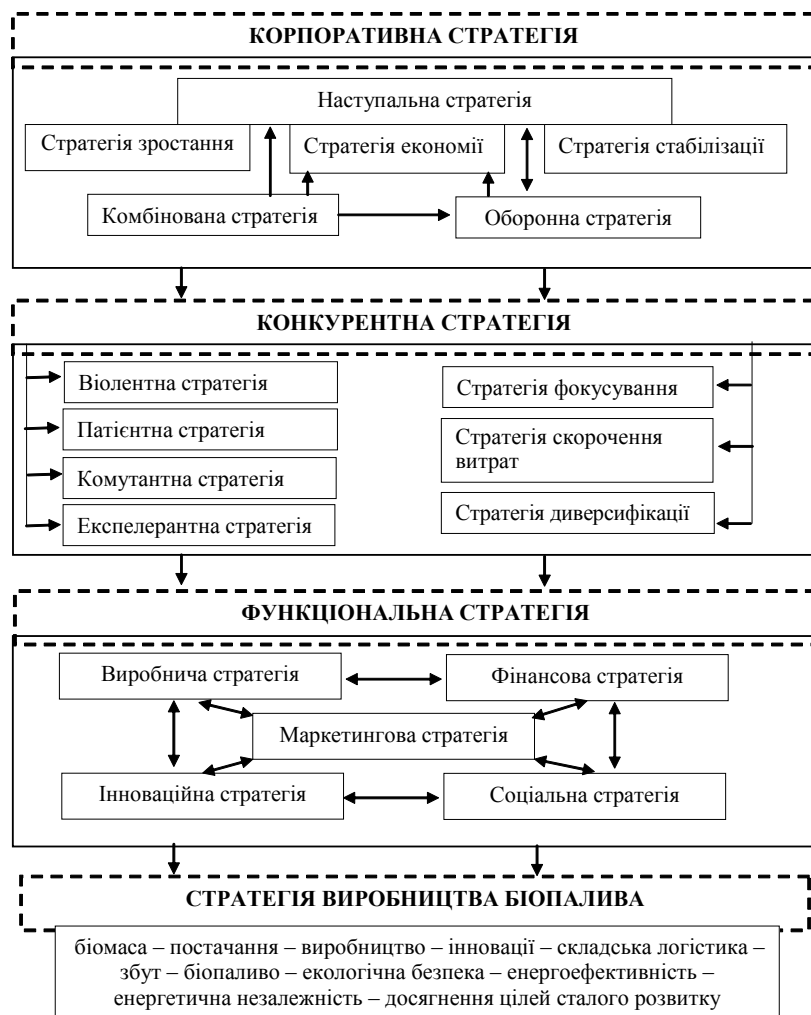 КОРПОРАТИВНА СТРАТЕГІЯ
Наступальна стратегія
Стратегія зростання
Стратегія економії
Стратегія стабілізації
Комбінована стратегія
Оборонна стратегія
КОНКУРЕНТНА СТРАТЕГІЯ
Віолентна стратегія
Патієнтна стратегія
Комутантна стратегія
Експелерантна стратегія
Стратегія фокусування
Стратегія скорочення
витрат
Стратегія диверсифікації
ФУНКЦІОНАЛЬНА СТРАТЕГІЯ
Виробнича стратегія
Фінансова стратегія
Маркетингова стратегія
Інноваційна стратегія
Соціальна стратегія
СТРАТЕГІЯ ВИРОБНИЦТВА БІОПАЛИВА
біомаса – постачання – виробництво – інновації – складська логістика –
збут – біопаливо – екологічна безпека – енергоефективність –
енергетична незалежність – досягнення цілей сталого розвитку